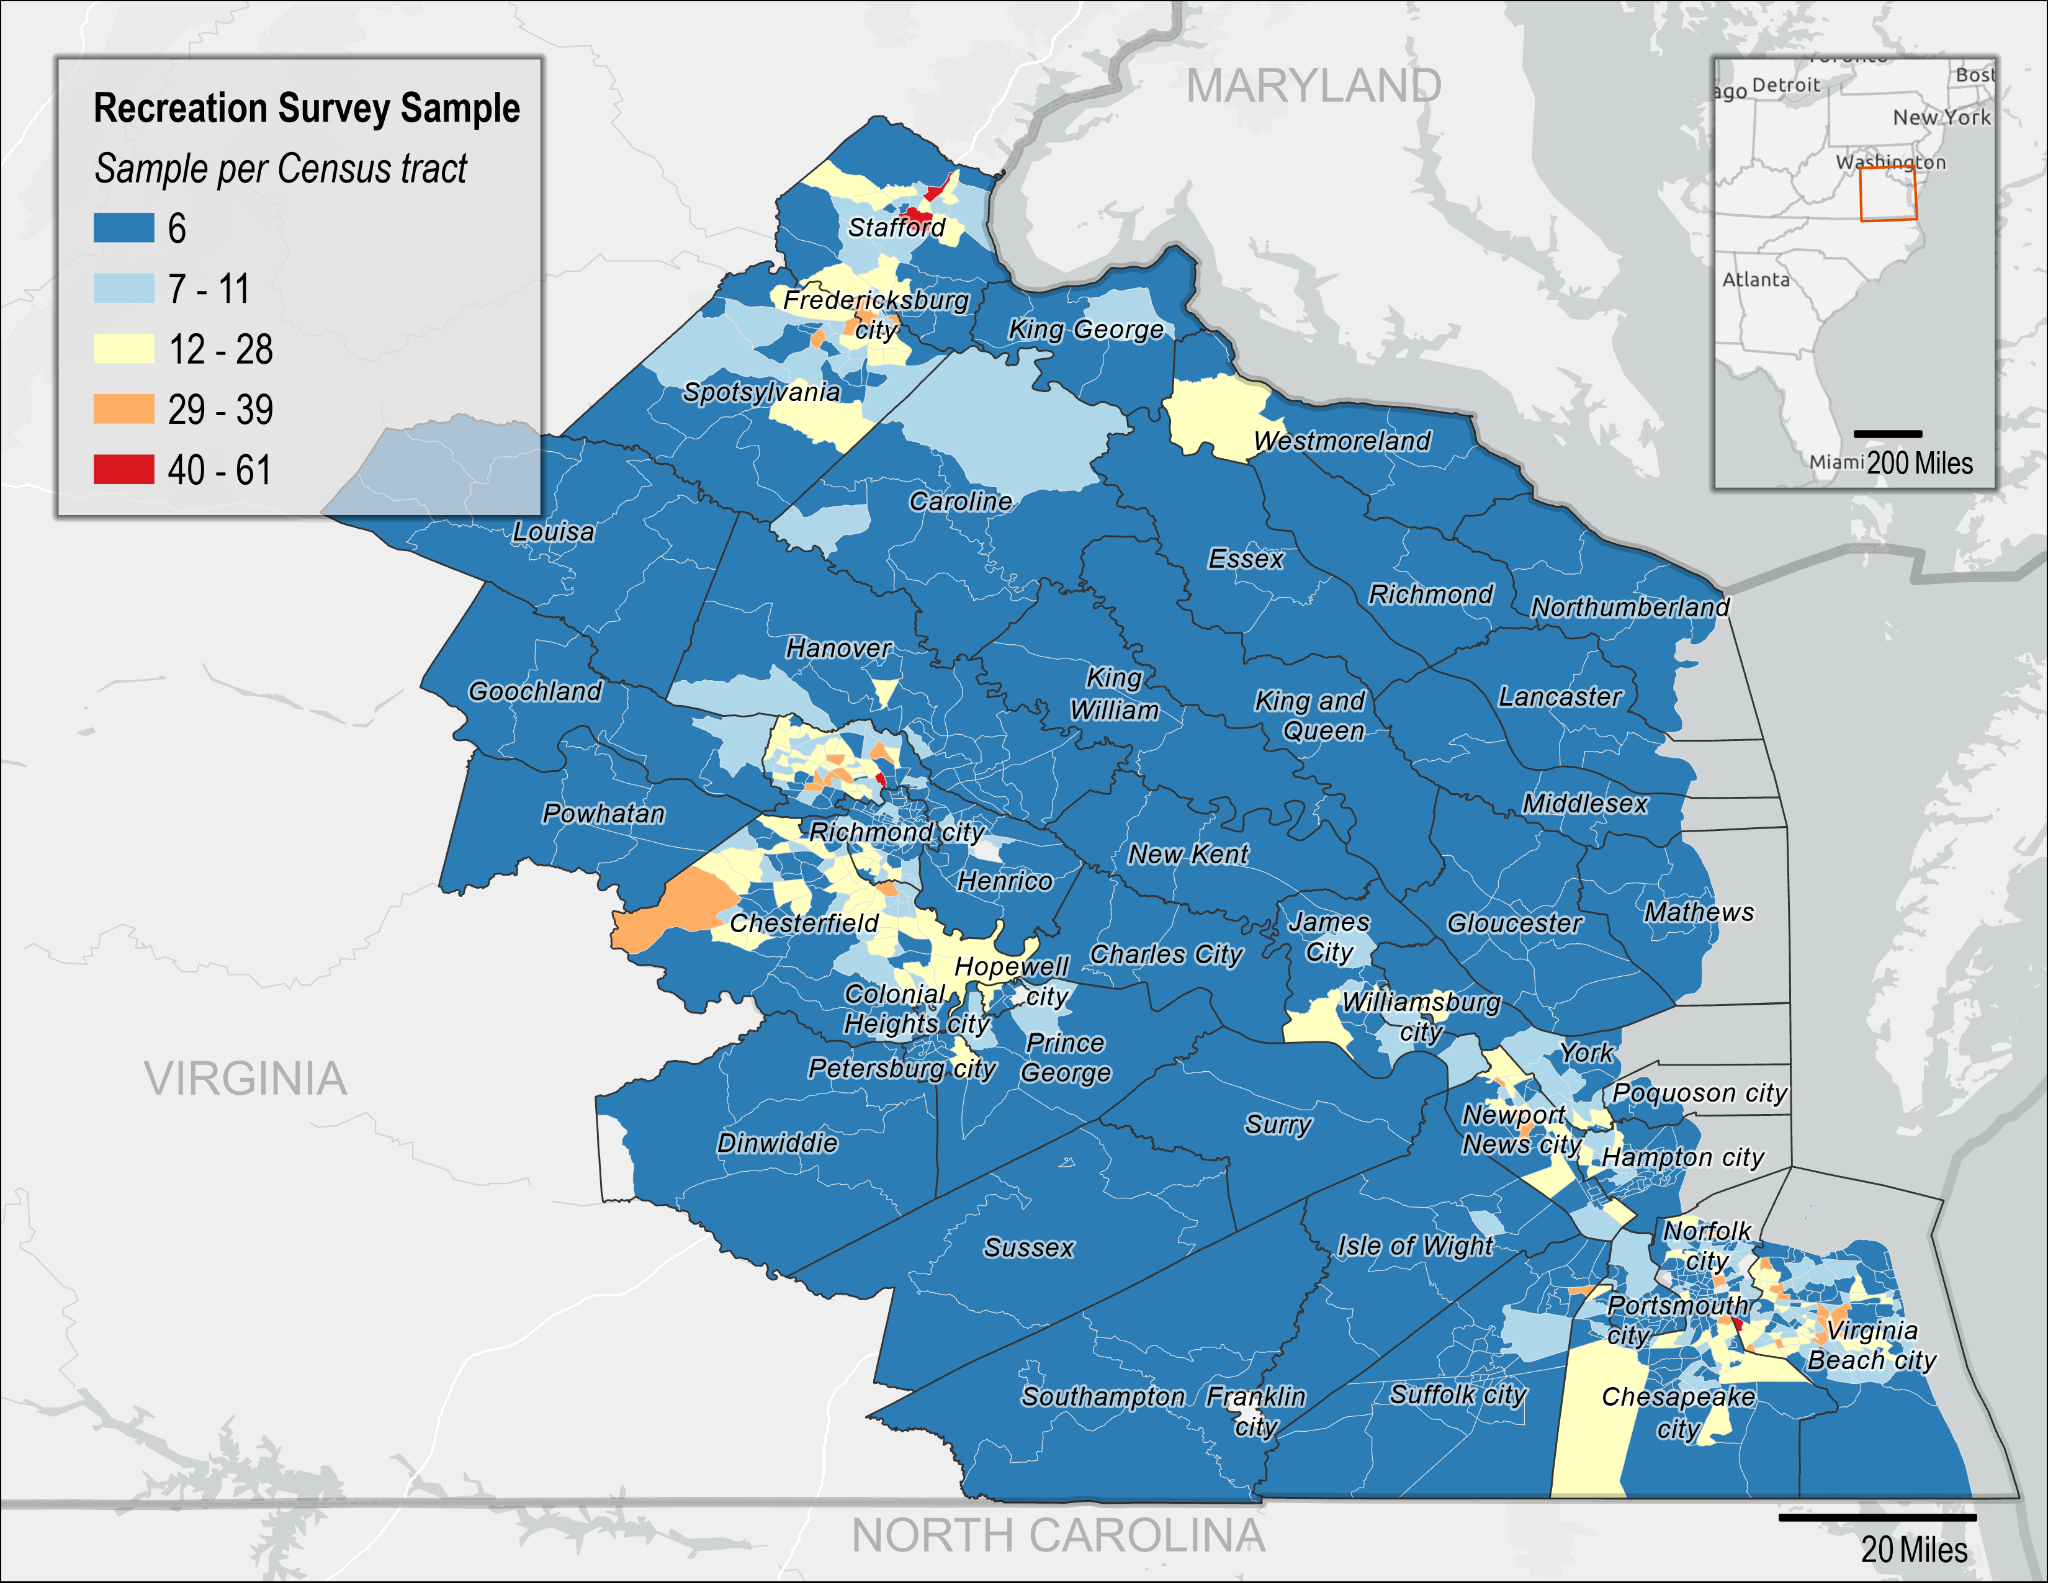 Recreation Survey Sample
Sample per Census tract
6
7 - 11
12 - 28
29 - 39
40 - 61
MARYLAND
Detroit
Bost
ago
New York
Washington
Atlanta
Miami
200 Miles
Stafford
Fredericksburg
city
King George
Spotsylvania
Westmoreland
Caroline
Louisa
Essex
Richmond
Northumberland
Hanover
Goochland
King
William
King and
Queen
Lancaster
Powhatan
Middlesex
Richmond city
New Kent
Henrico
Chesterfield
James
City
Gloucester
Mathews
Charles City
Hopewell
city
Colonial
Heights city
Williamsburg
city
Prince
George
York
Petersburg city
VIRGINIA
Poquoson city
Newport
News city
Surry
Dinwiddie
Hampton city
Norfolk
city
Sussex
Isle of Wight
Portsmouth
city
Virginia
Beach city
Southampton
Franklin
city
Suffolk city
Chesapeake
city
NORTH CAROLINA
20 Miles